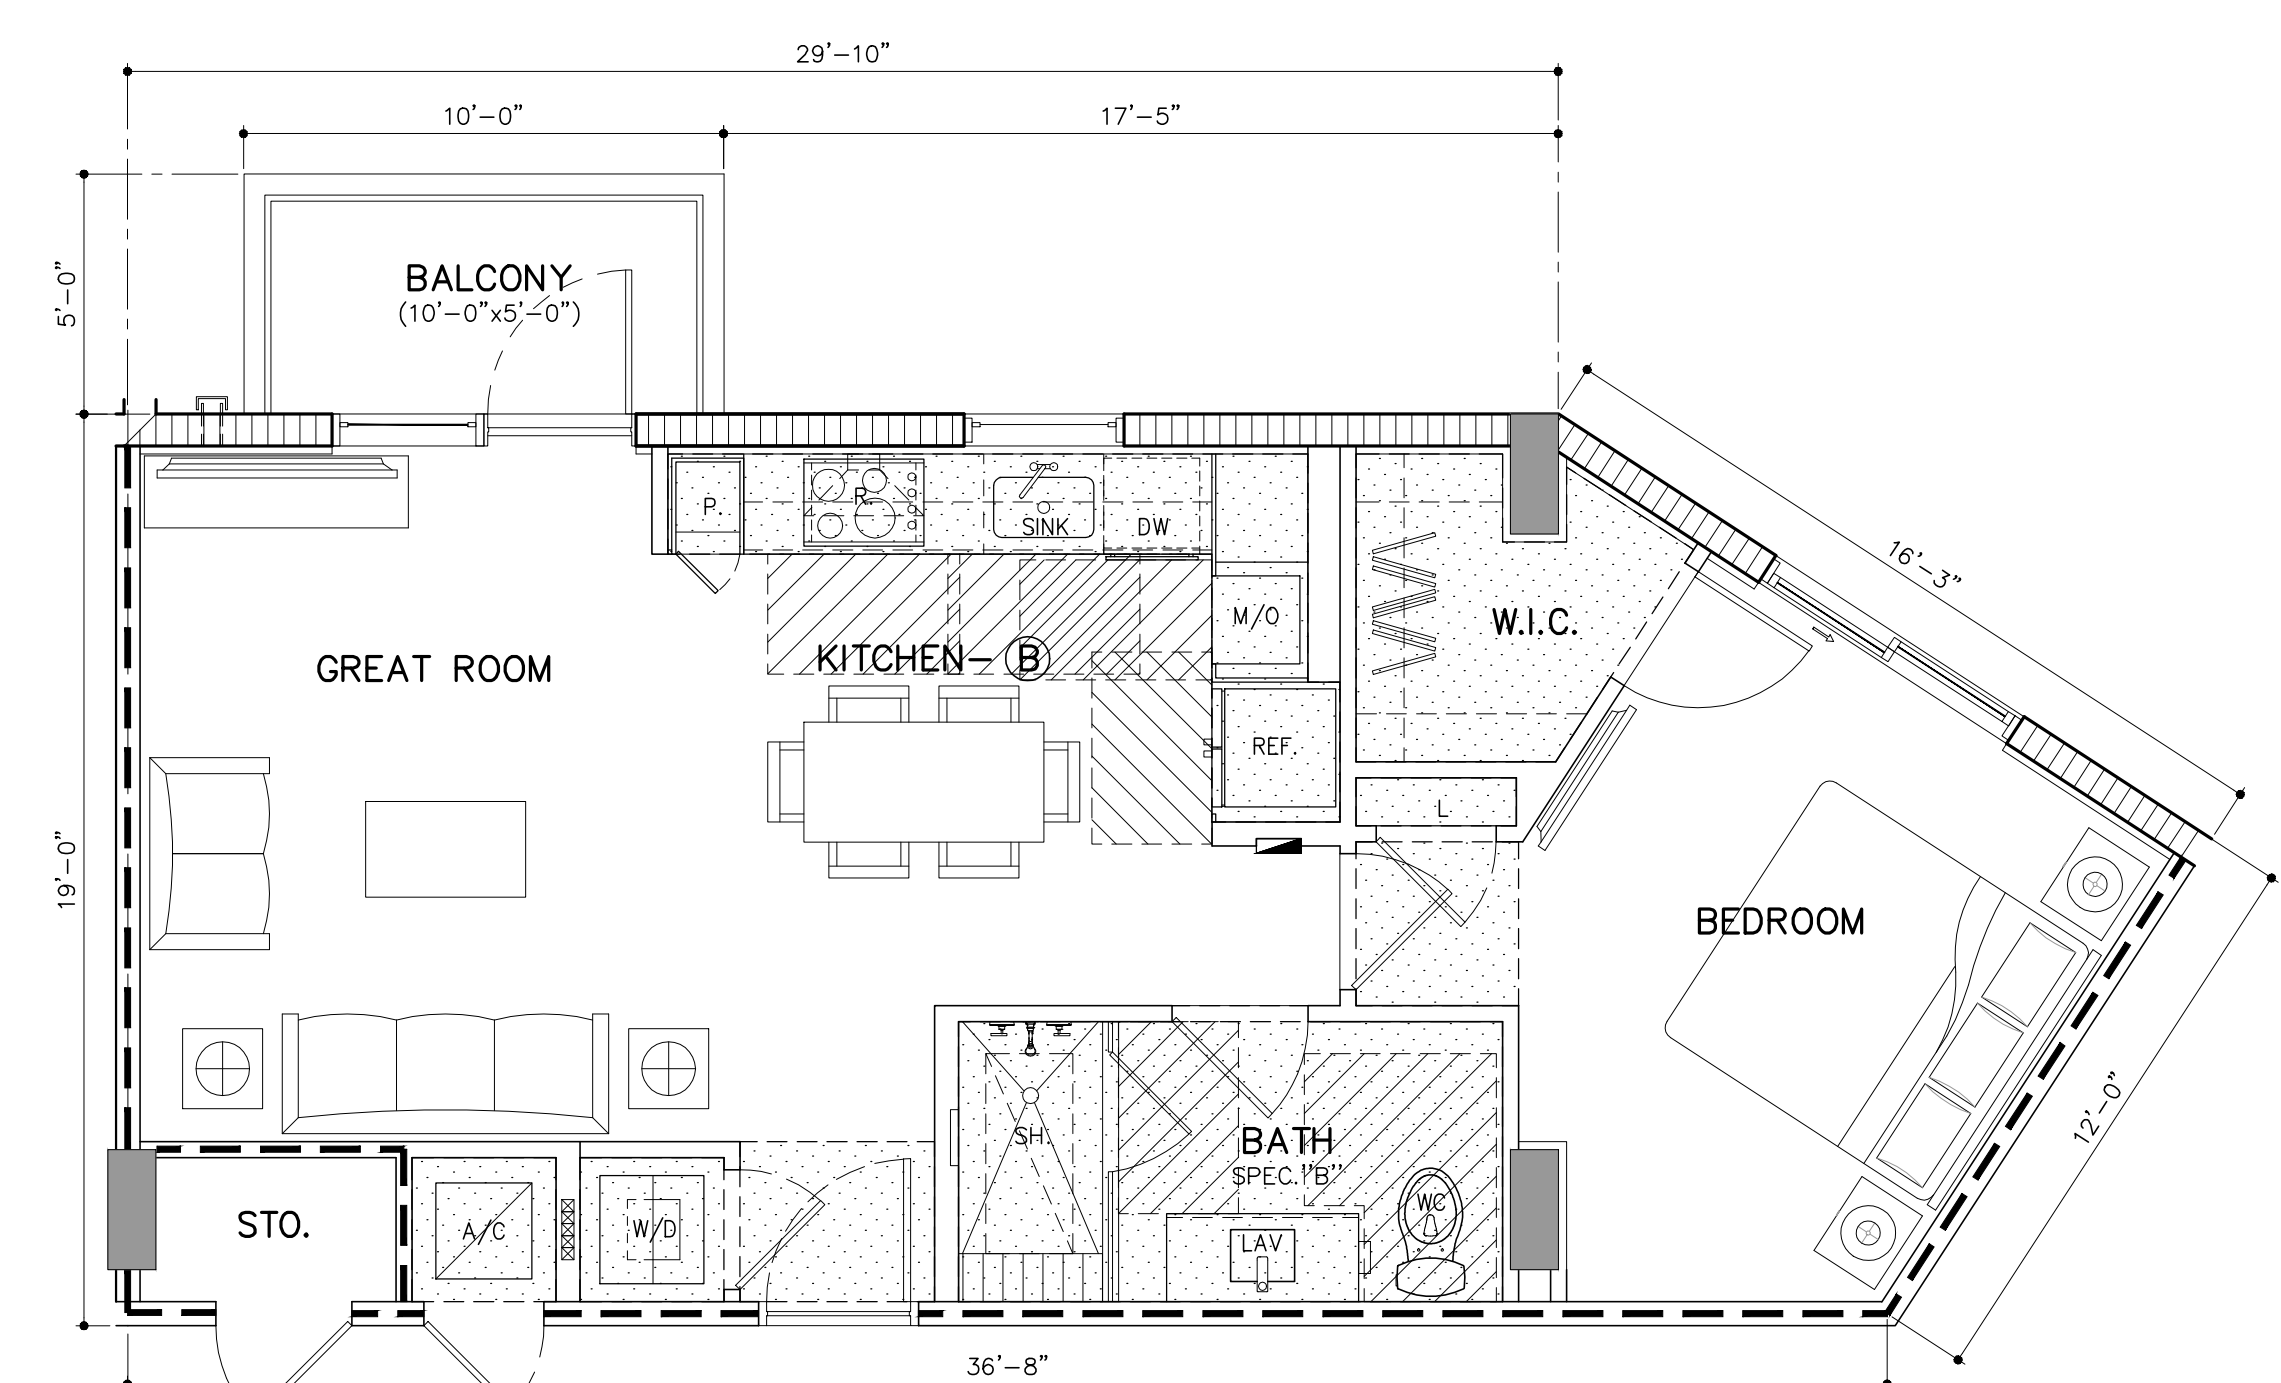 29'-10"
10'-0"
17'-5"
5'-0"
BALCONY
(10'-0"x5'-0")
16'-3"
P.
R.
SINK
DW
M/O
W.I.C.
GREAT ROOM
KITCHEN- B
REF.
L
19'-0"
BEDROOM
12'-0"
SH.
BATH
SPEC."B"
STO.
A/C
W/D
LAV
WC
36'-8"